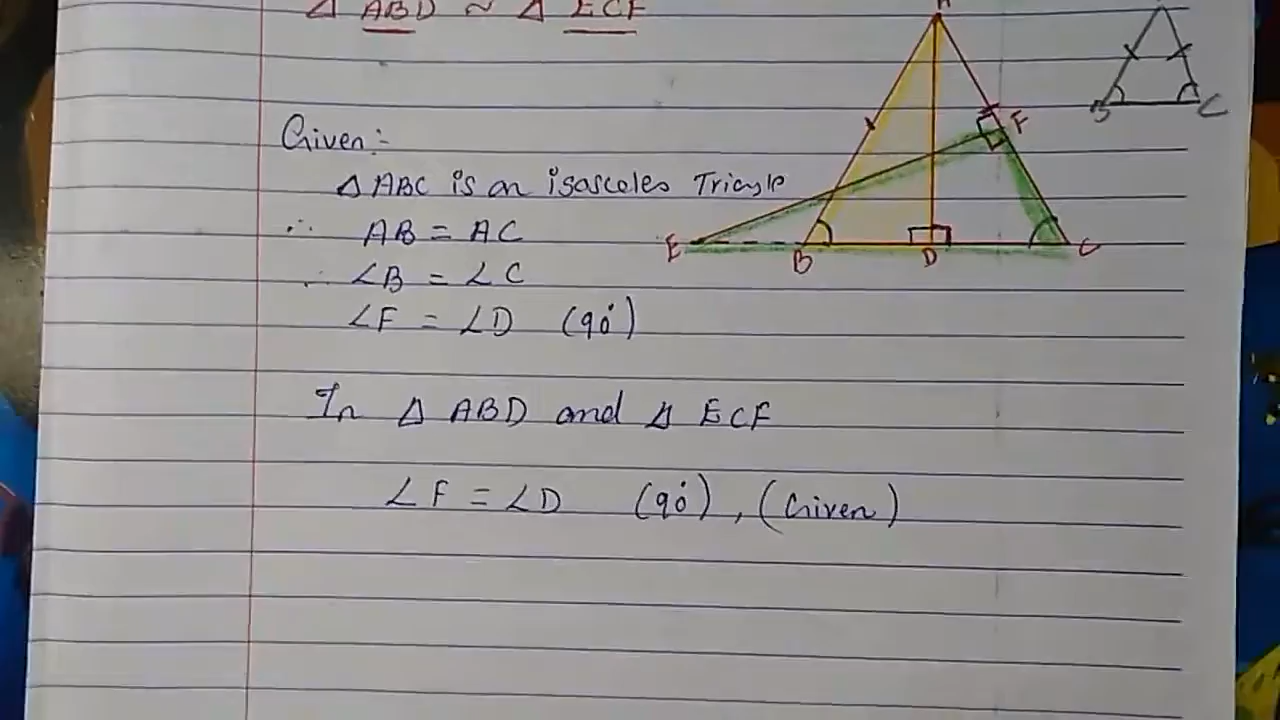 △ ABD ~ △ ECF
Given:-
△ ABC is an isosceles Triangle
∴ AB = AC
∴ ∠B = ∠C
∠F = ∠D (90°)
In △ ABD and △ ECF
∠F = ∠D (90°), (Given)
A
F
E
B
D
C
B
C